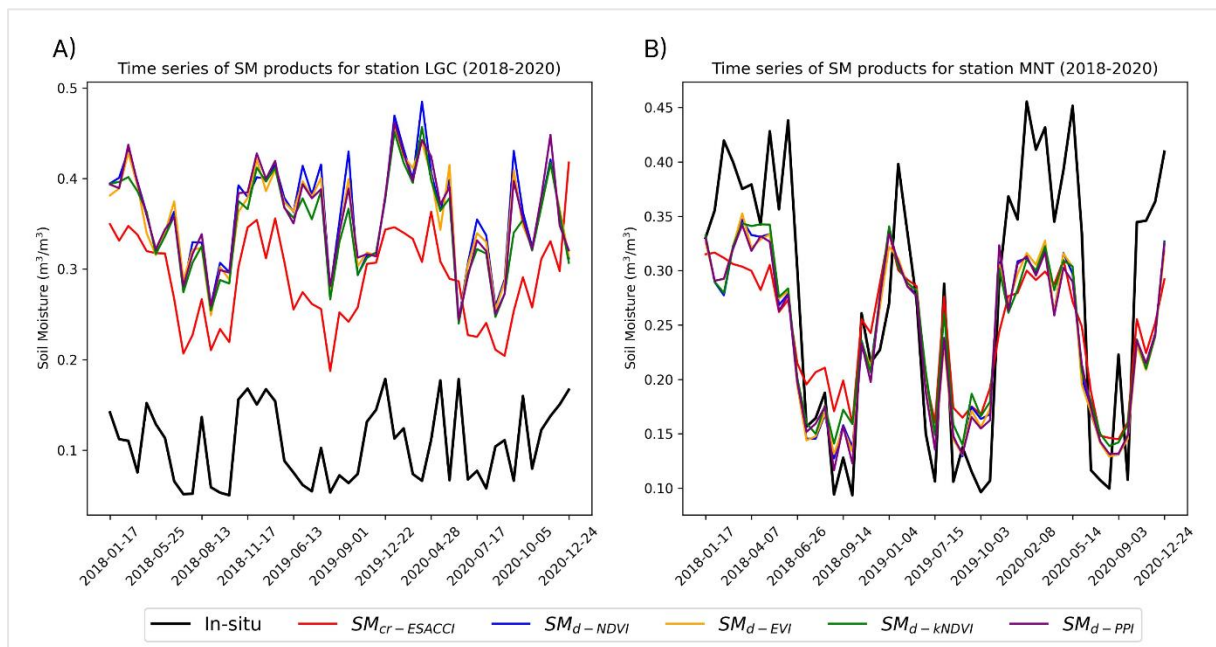 A)
Time series of SM products for station LGC (2018-2020)
Soil Moisture (m³/m³)
0.5
0.4
0.3
0.2
0.1
2018-01-17
2018-05-25
2018-08-13
2018-11-17
2019-06-13
2019-09-01
2019-12-22
2020-04-28
2020-07-17
2020-10-05
2020-12-24
B)
Time series of SM products for station MNT (2018-2020)
Soil Moisture (m³/m³)
0.45
0.40
0.35
0.30
0.25
0.20
0.15
0.10
2018-01-17
2018-04-07
2018-06-26
2018-09-14
2019-01-04
2019-07-15
2019-10-03
2020-02-08
2020-05-14
2020-09-03
2020-12-24
In-situ
SMcr−ESACCI
SMd−NDVI
SMd−EVI
SMd−kNDVI
SMd−PPI